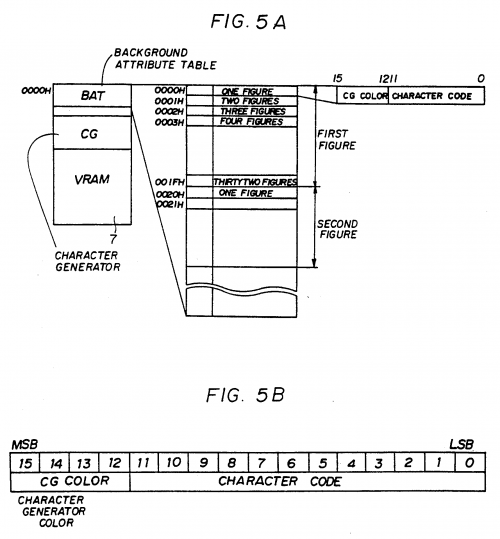 FIG. 5A
BACKGROUND
ATTRIBUTE TABLE
0000H
BAT
CG
VRAM
7
CHARACTER
GENERATOR
0000H ONE FIGURE
0001H TWO FIGURES
0002H THREE FIGURES
0003H FOUR FIGURES
001FH THIRTYTWO FIGURES
0020H ONE FIGURE
0021H
FIRST
FIGURE
SECOND
FIGURE
15 12 11 0
CG COLOR CHARACTER CODE
FIG. 5B
MSB LSB
15 14 13 12 11 10 9 8 7 6 5 4 3 2 1 0
CG COLOR CHARACTER CODE
CHARACTER
GENERATOR
COLOR